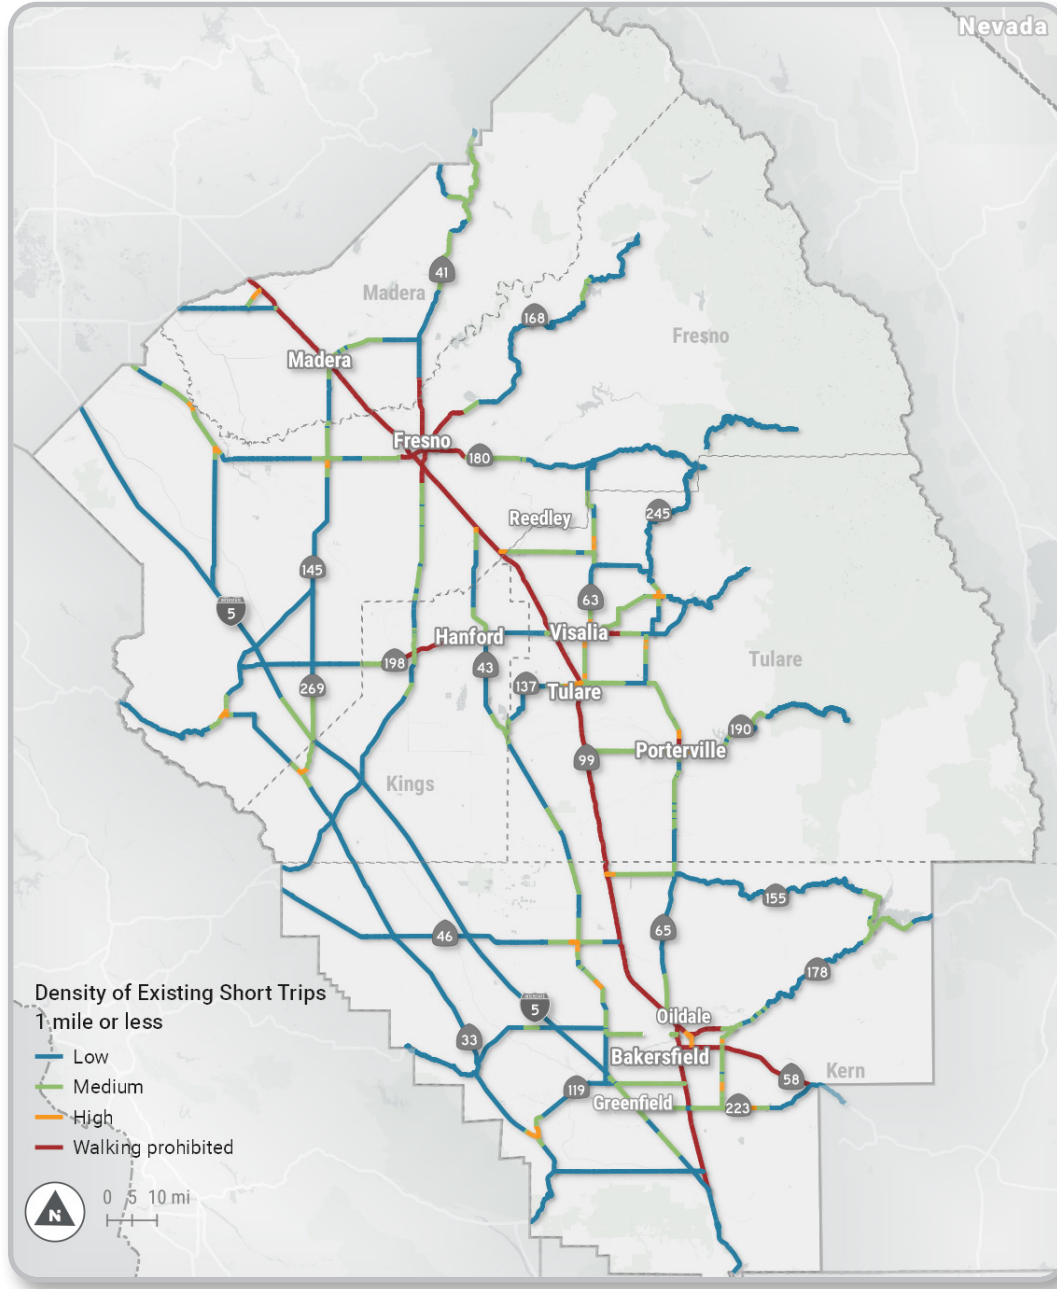 Nevada
41
Madera
168
Fresno
Madera
Fresno
180
Reedley
245
145
5
63
Hanford
Visalia
198
43
Tulare
269
137
Tulare
190
Porterville
99
Kings
155
65
46
178
Density of Existing Short Trips
1 mile or less
Low
Medium
High
Walking prohibited
5
Oildale
33
Bakersfield
58
Kern
119
Greenfield
223
N
0 5 10 mi